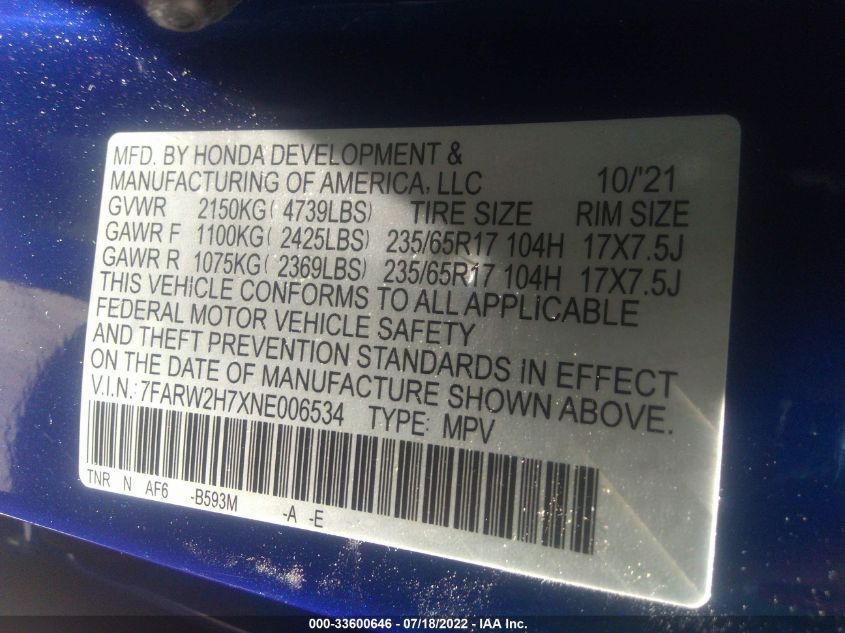 MFD. BY HONDA DEVELOPMENT &
MANUFACTURING OF AMERICA, LLC 10/'21
GVWR 2150KG( 4739LBS) TIRE SIZE RIM SIZE
GAWR F 1100KG( 2425LBS) 235/65R17 104H 17X7.5J
GAWR R 1075KG( 2369LBS) 235/65R17 104H 17X7.5J
THIS VEHICLE CONFORMS TO ALL APPLICABLE
FEDERAL MOTOR VEHICLE SAFETY
AND THEFT PREVENTION STANDARDS IN EFFECT
ON THE DATE OF MANUFACTURE SHOWN ABOVE.
V.I.N.: 7FARW2H7XNE006534 TYPE: MPV
TNR N AF6 -B593M -A -E
000-33600646 - 07/18/2022 - IAA Inc.